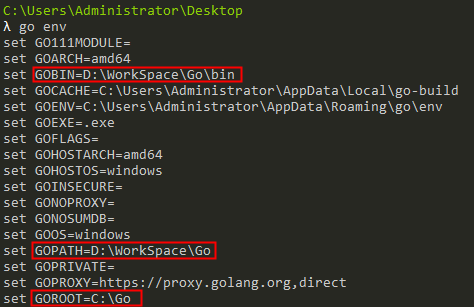 C:\Users\Administrator\Desktop
λ go env
set GO111MODULE=
set GOARCH=amd64
set GOBIN=D:\WorkSpace\Go\bin
set GOCACHE=C:\Users\Administrator\AppData\Local\go-build
set GOENV=C:\Users\Administrator\AppData\Roaming\go\env
set GOEXE=.exe
set GOFLAGS=
set GOHOSTARCH=amd64
set GOHOSTOS=windows
set GOINSECURE=
set GONOPROXY=
set GONOSUMDB=
set GOOS=windows
set GOPATH=D:\WorkSpace\Go
set GOPRIVATE=
set GOPROXY=https://proxy.golang.org,direct
set GOROOT=C:\Go